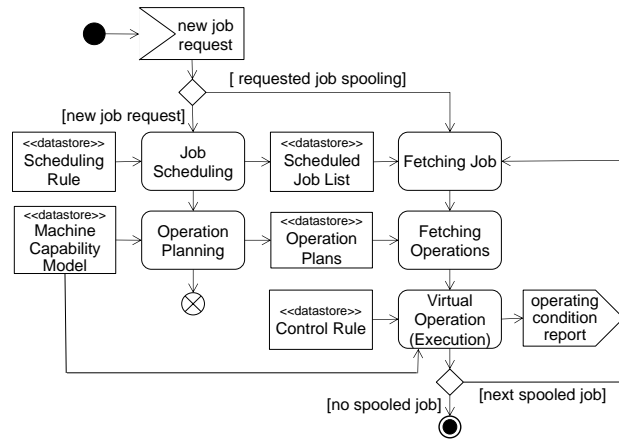 new job
request
[ requested job spooling]
[new job request]
<<datastore>>
Scheduling
Rule
Job
Scheduling
<<datastore>>
Scheduled
Job List
Fetching Job
<<datastore>>
Machine
Capability
Model
Operation
Planning
<<datastore>>
Operation
Plans
Fetching
Operations
<<datastore>>
Control Rule
Virtual
Operation
(Execution)
operating
condition
report
[no spooled job]
[next spooled job]